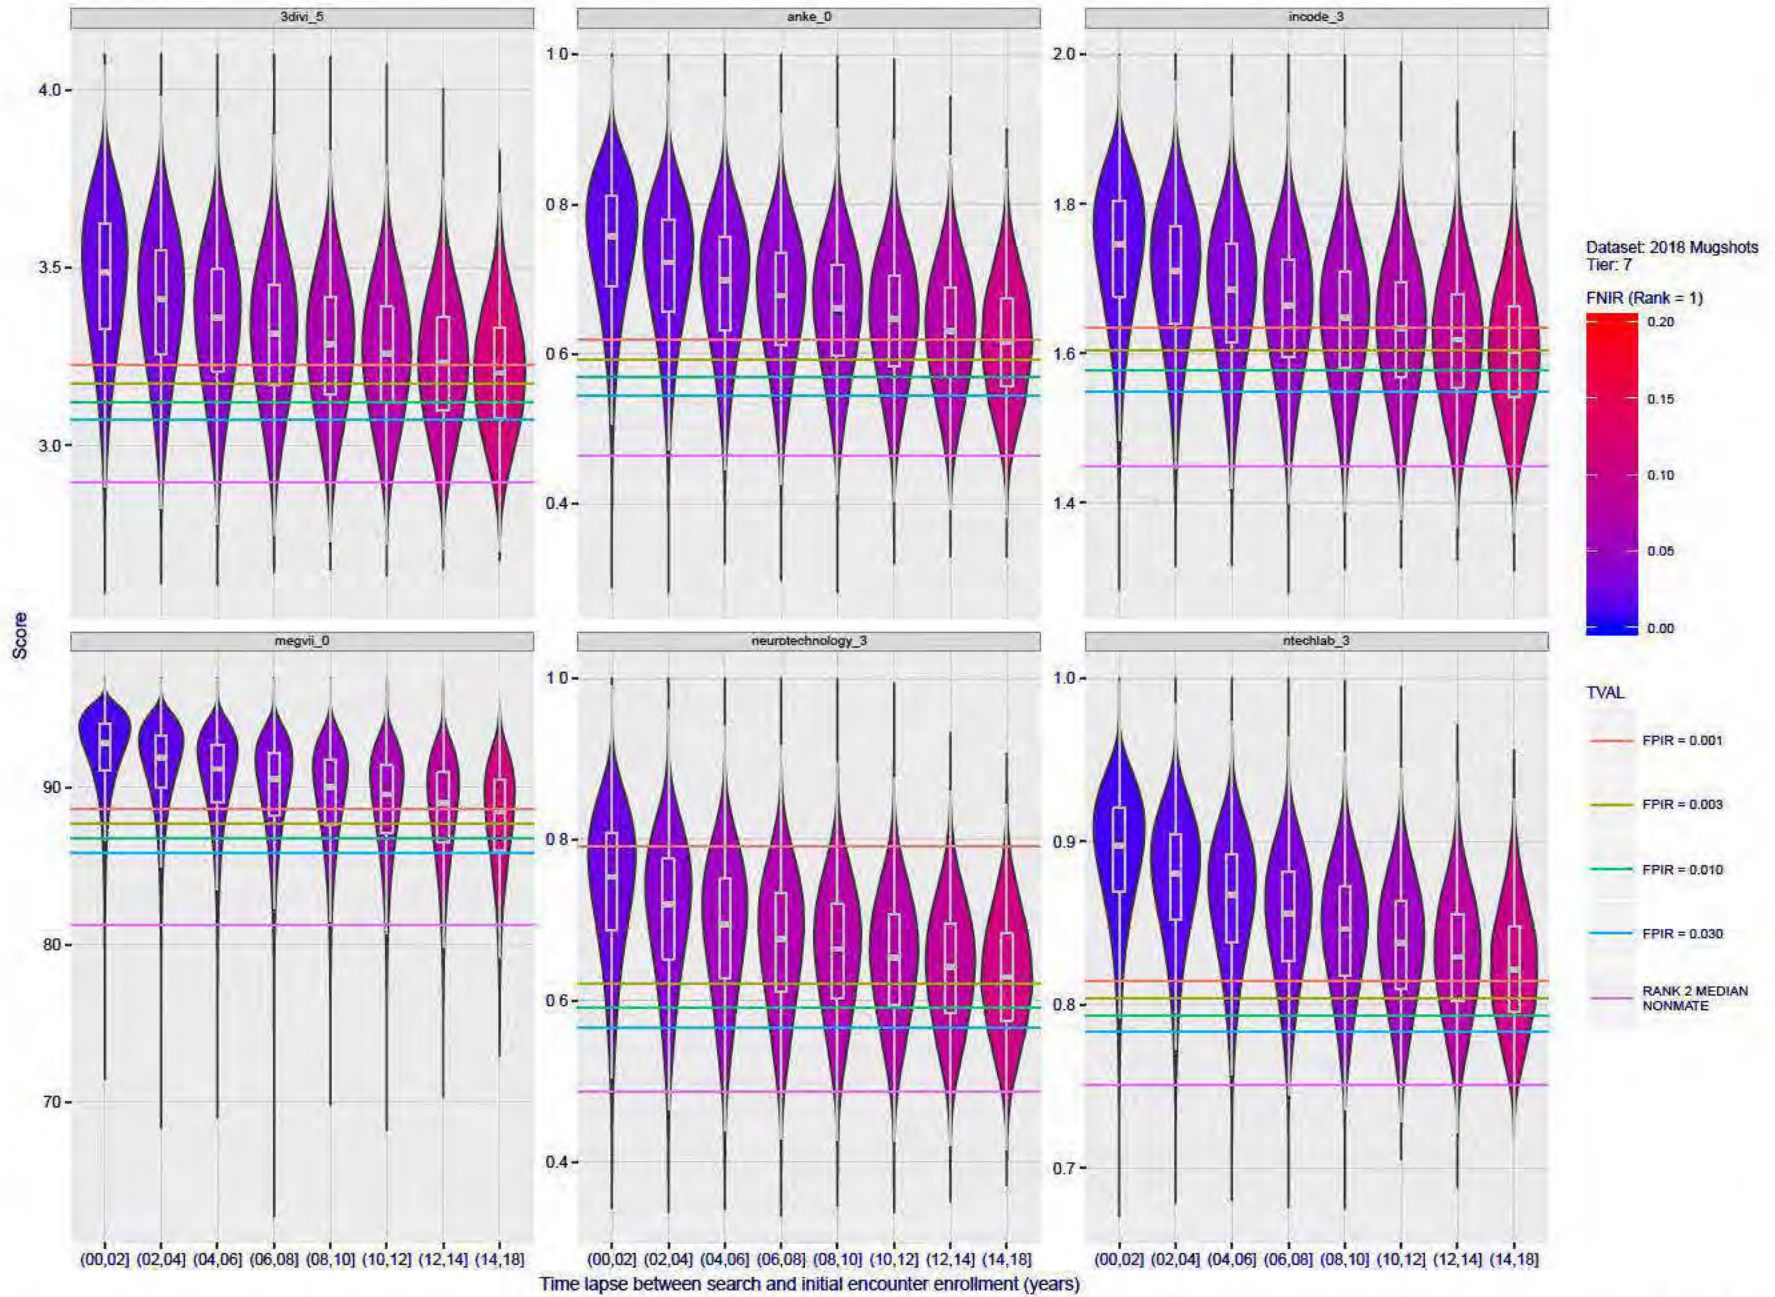 3divi_5
anke_0
incode_3
4.0
3.5
3.0
1.0
0.8
0.6
0.4
2.0
1.8
1.6
1.4
Score
megvii_0
neurotechnology_3
ntechlab_3
90
80
70
1.0
0.8
0.6
0.4
1.0
0.9
0.8
0.7
(00,02] (02,04] (04,06] (06,08] (08,10] (10,12] (12,14] (14,18]
(00,02] (02,04] (04,06] (06,08] (08,10] (10,12] (12,14] (14,18]
(00,02] (02,04] (04,06] (06,08] (08,10] (10,12] (12,14] (14,18]
Time lapse between search and initial encounter enrollment (years)
Dataset: 2018 Mugshots
Tier: 7
FNIR (Rank = 1)
0.20
0.15
0.10
0.05
0.00
TVAL
FPIR = 0.001
FPIR = 0.003
FPIR = 0.010
FPIR = 0.030
RANK 2 MEDIAN
NONMATE